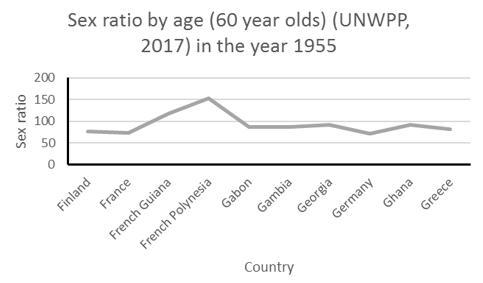 Sex ratio by age (60 year olds) (UNWPP,
2017) in the year 1955
Sex ratio
200
150
100
50
0
Finland
France
French Guiana
French Polynesia
Gabon
Gambia
Georgia
Germany
Ghana
Greece
Country